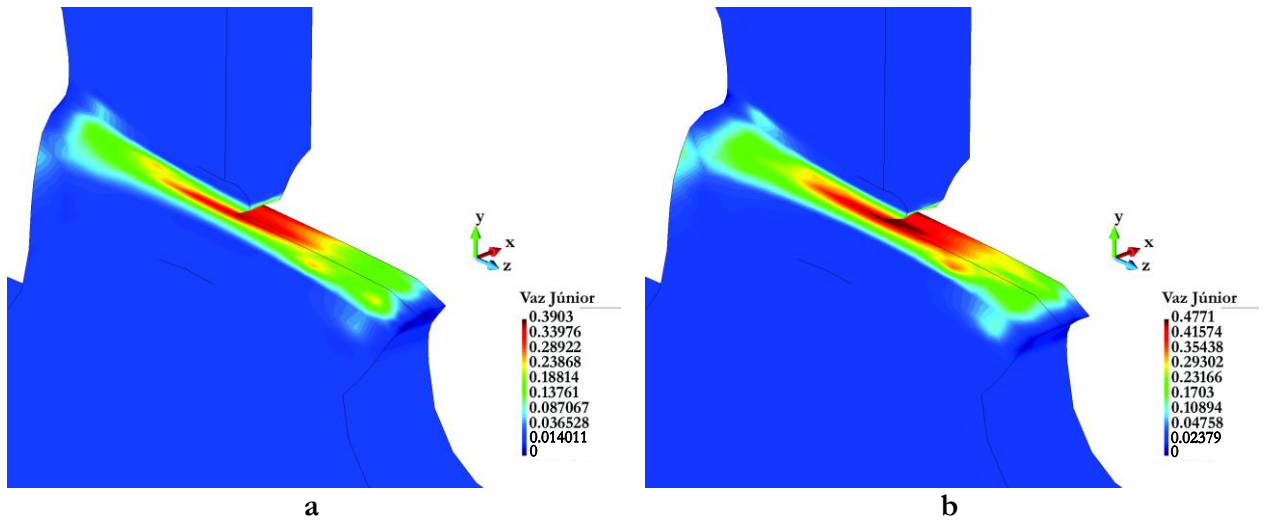 y
x
z
Vaz Júnior
0.3903
0.33976
0.28922
0.23868
0.18814
0.13761
0.087067
0.036528
0.014011
0
a
y
x
z
Vaz Júnior
0.4771
0.41574
0.35438
0.29302
0.23166
0.1703
0.10894
0.04758
0.02379
0
b